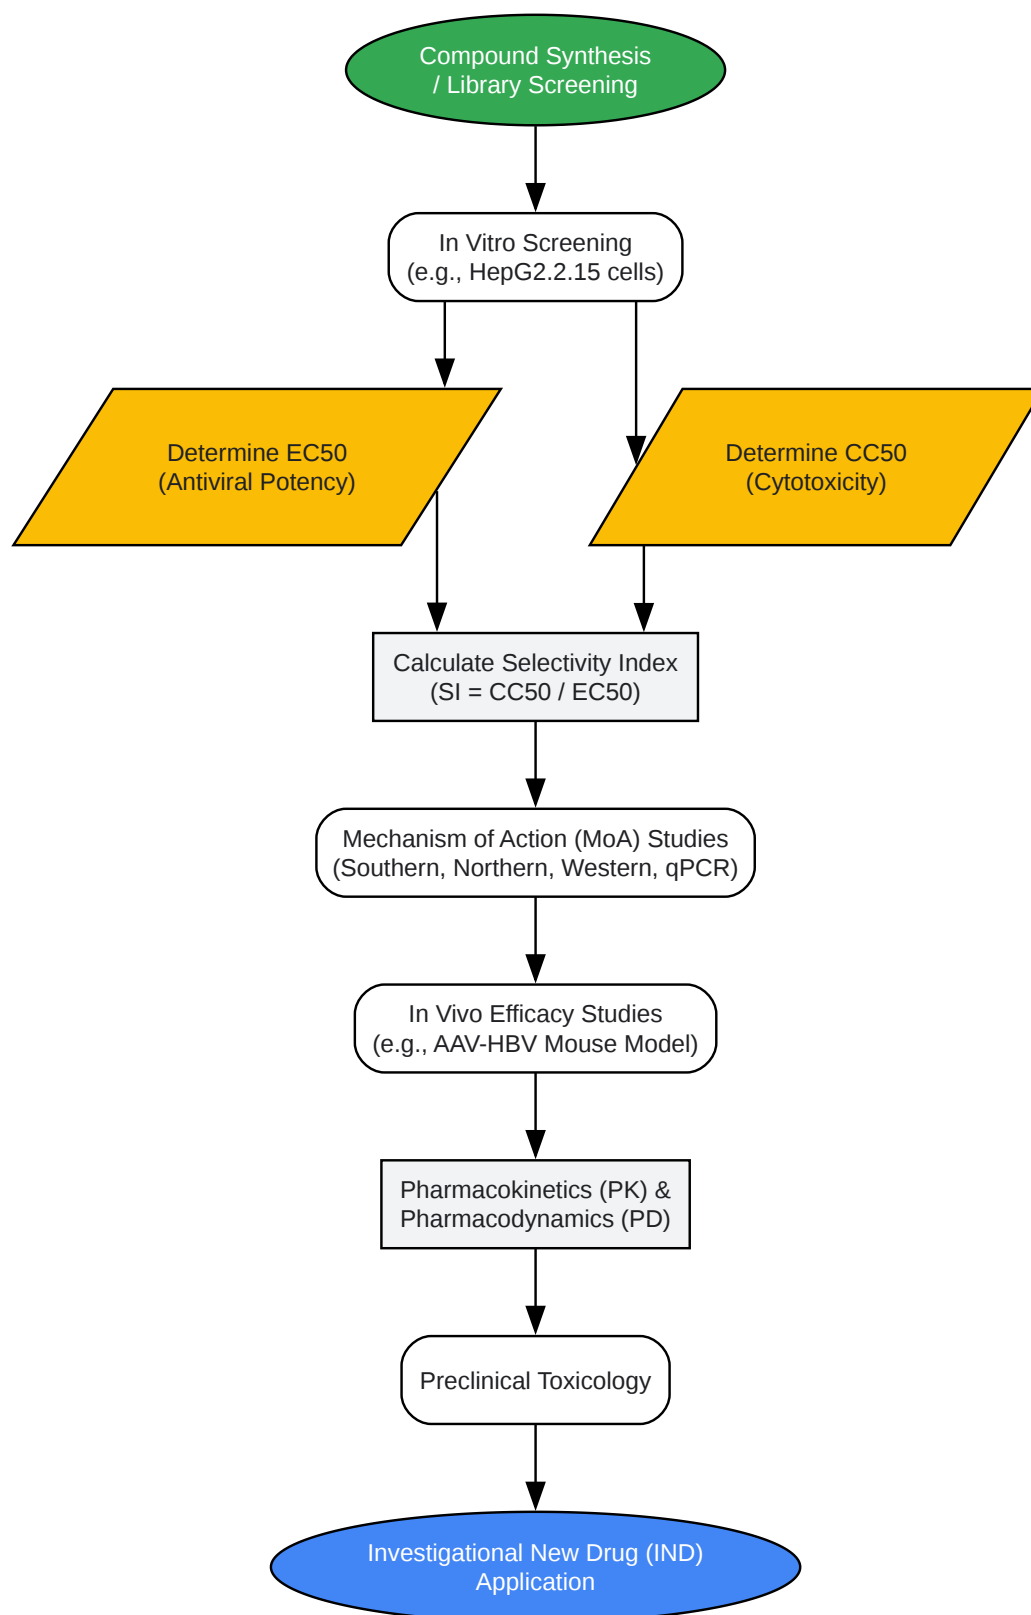 Compound Synthesis
/ Library Screening
In Vitro Screening
(e.g., HepG2.2.15 cells)
Determine EC50
(Antiviral Potency)
Determine CC50
(Cytotoxicity)
Calculate Selectivity Index
(SI = CC50 / EC50)
Mechanism of Action (MoA) Studies
(Southern, Northern, Western, qPCR)
In Vivo Efficacy Studies
(e.g., AAV-HBV Mouse Model)
Pharmacokinetics (PK) &
Pharmacodynamics (PD)
Preclinical Toxicology
Investigational New Drug (IND)
Application